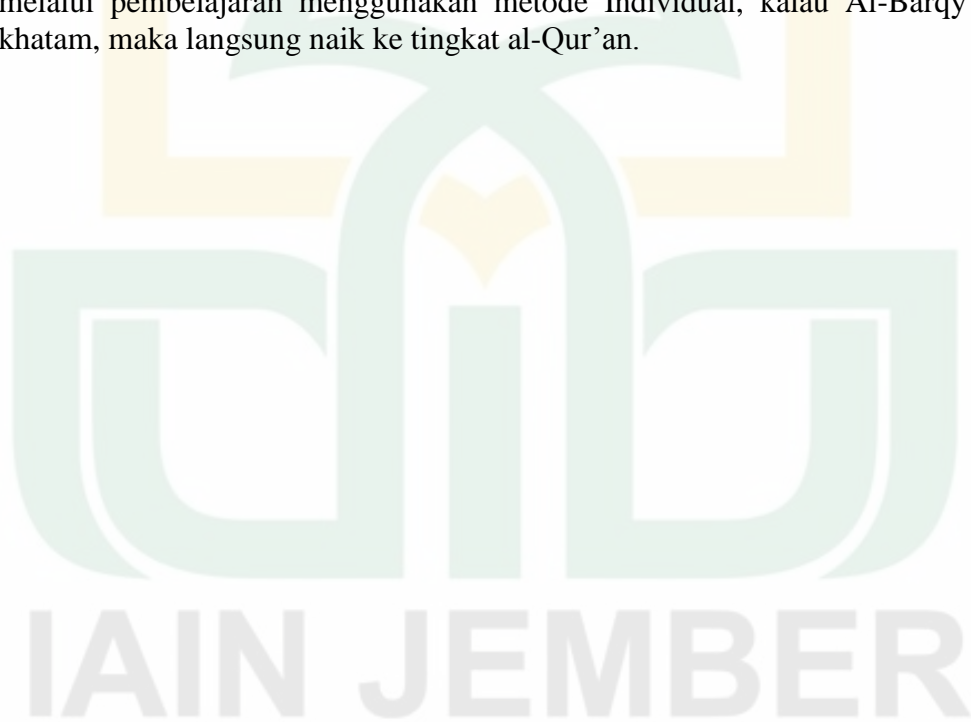 melalui pembelajaran menggunakan metode Individual, kalau Al-Barqy
khatam, maka langsung naik ke tingkat al-Qur’an.
IAIN JEMBER